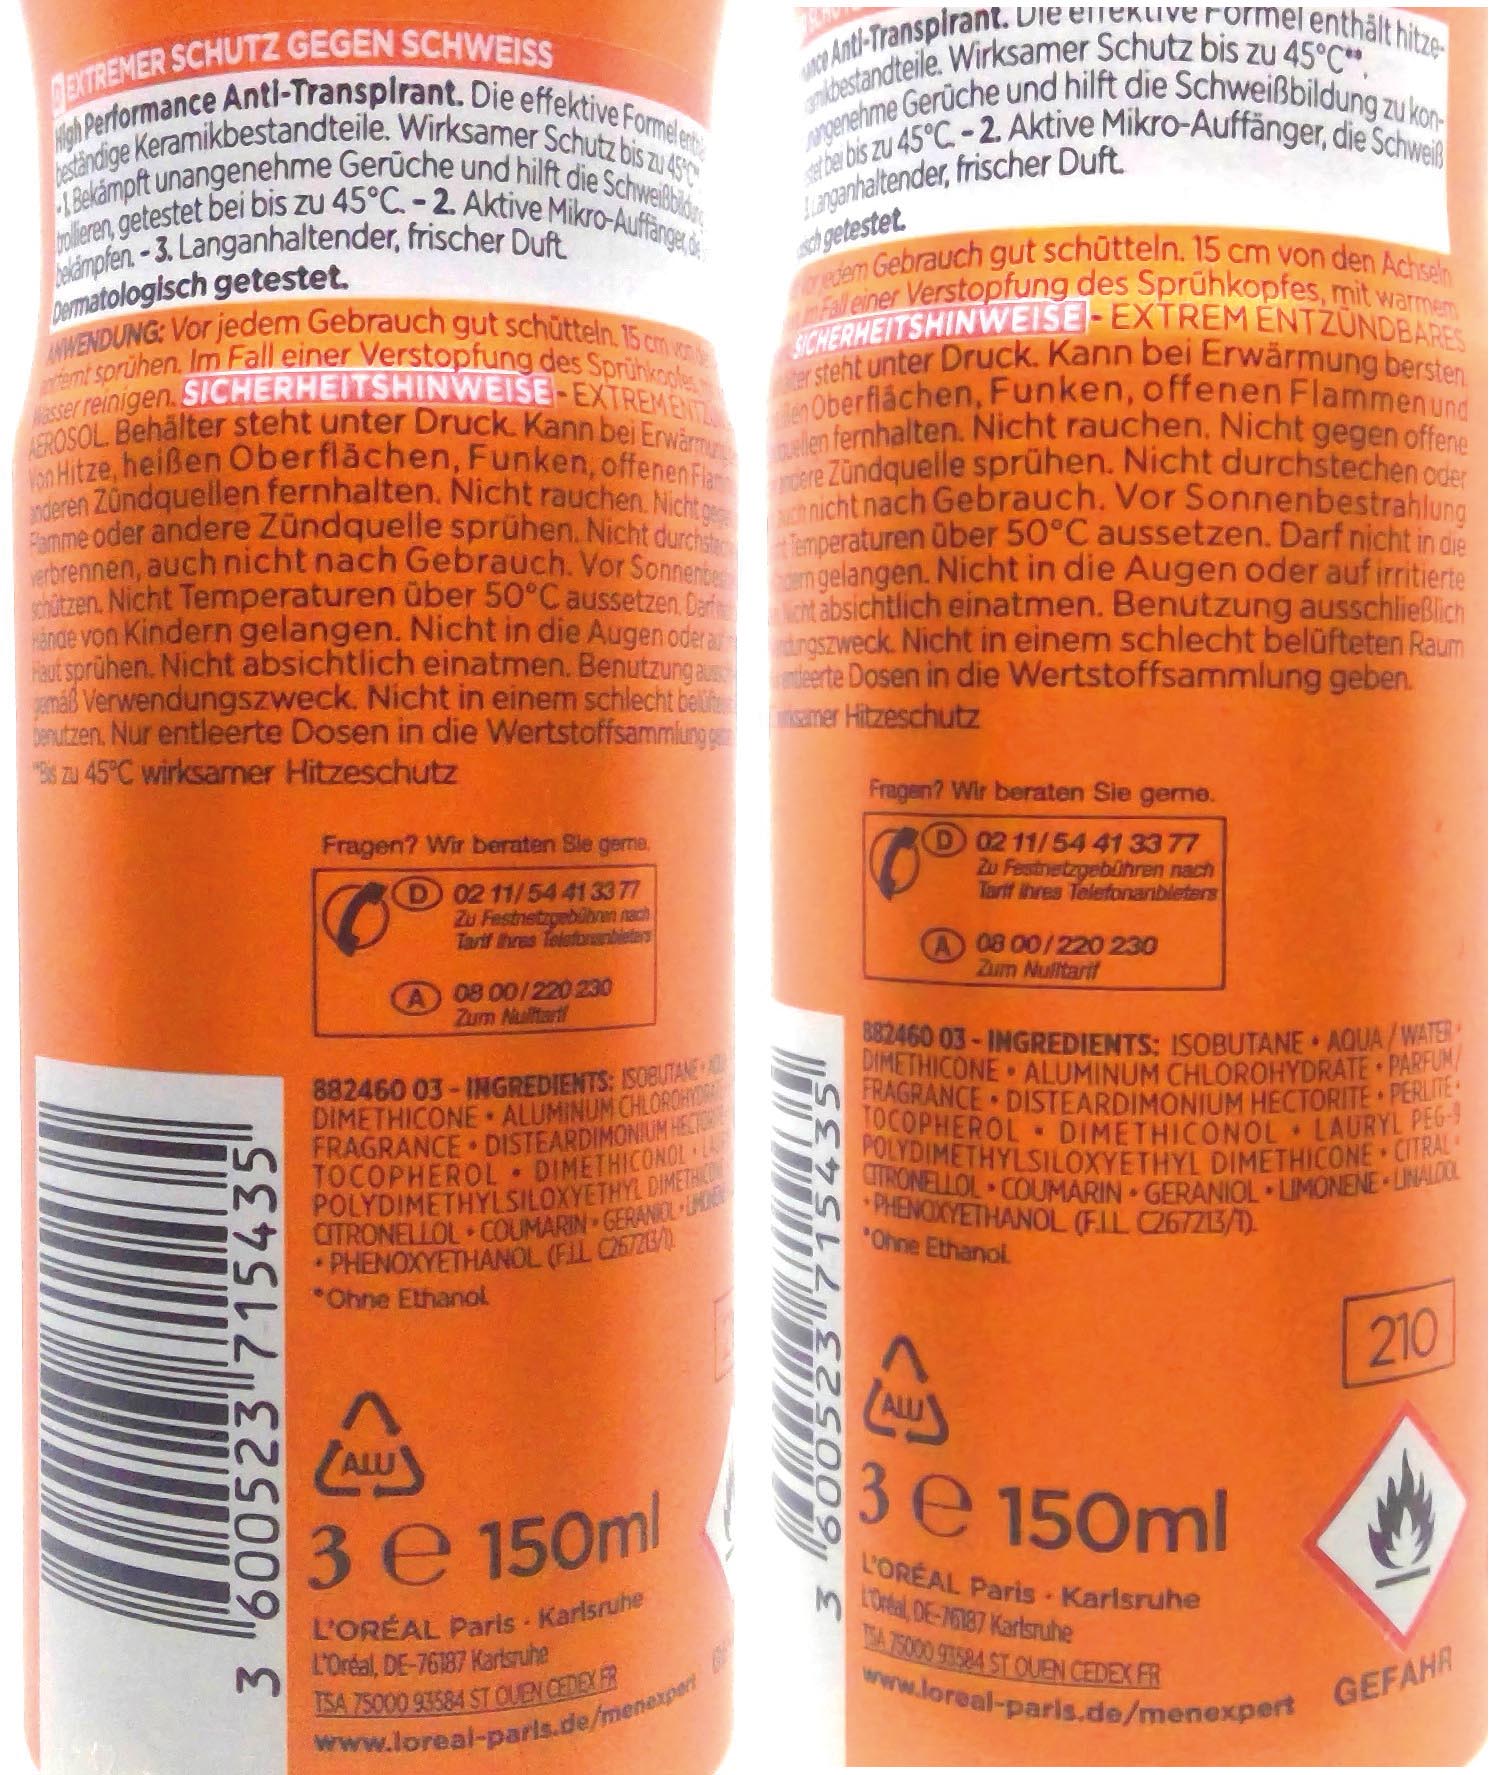 D EXTREMER SCHUTZ GEGEN SCHWEISS
High Performance Anti-Transpirant. Die effektive Formel
beständige Keramikbestandteile. Wirksamer Schutz bis zu 45°C**
- 1. Bekämpft unangenehme Gerüche und hilft die Schweißbildung
trollieren, getestet bei bis zu 45°C. - 2. Aktive Mikro-Auffänger,
bekämpfen. - 3. Langanhaltender, frischer Duft.
Dermatologisch getestet.
ANWENDUNG: Vor jedem Gebrauch gut schütteln. 15 cm von
entfernt sprühen. Im Fall einer Verstopfung des Sprühkopfes,
Wasser reinigen. SICHERHEITSHINWEISE - EXTREM
AEROSOL. Behälter steht unter Druck. Kann bei Erwärmung
Von Hitze, heißen Oberflächen, Funken, offenen
anderen Zündquellen fernhalten. Nicht rauchen. Nicht
Flamme oder andere Zündquelle sprühen. Nicht
verbrennen, auch nicht nach Gebrauch. Vor
schützen. Nicht Temperaturen über 50°C aussetzen. Darf
Hände von Kindern gelangen. Nicht in die Augen oder
Haut sprühen. Nicht absichtlich einatmen. Benutzung
gemäß Verwendungszweck. Nicht in einem schlecht
benutzen. Nur entleerte Dosen in die Wertstoffsammlung
**Bis zu 45°C wirksamer Hitzeschutz
Fragen? Wir beraten Sie gerne.
D 02 11/54 41 33 77
Zu Festnetzgebühren nach
Tarif Ihres Telefonanbieters
A 08 00/220 230
Zum Nulltarif
882460 03 - INGREDIENTS: ISOBUTANE •
DIMETHICONE • ALUMINUM
FRAGRANCE • DISTEARDIMONIUM
TOCOPHEROL • DIMETHICONOL •
POLYDIMETHYLSILOXYETHYL
CITRONELLOL • COUMARIN • GERANIOL •
• PHENOXYETHANOL (F.I.L. C267213/1).
*Ohne Ethanol.
3 600523 715435
ALU
3 e 150ml
L'ORÉAL Paris · Karlsruhe
L'Oréal, DE-76187 Karlsruhe
TSA 75000 93584 ST OUEN CEDEX FR
www.loreal-paris.de/menexpert
Anti-Transpirant. Die effektive Formel enthält hitze-
Wirksamer Schutz bis zu 45°C**.
Gerüche und hilft die Schweißbildung zu kon-
bei bis zu 45°C. - 2. Aktive Mikro-Auffänger, die Schweiß
Langanhaltender, frischer Duft.
getestet.
jedem Gebrauch gut schütteln. 15 cm von den Achseln
Fall einer Verstopfung des Sprühkopfes, mit warmem
SICHERHEITSHINWEISE - EXTREM ENTZÜNDBARES
steht unter Druck. Kann bei Erwärmung bersten.
Oberflächen, Funken, offenen Flammen und
fernhalten. Nicht rauchen. Nicht gegen offene
Zündquelle sprühen. Nicht durchstechen oder
nicht nach Gebrauch. Vor Sonnenbestrahlung
Temperaturen über 50°C aussetzen. Darf nicht in die
gelangen. Nicht in die Augen oder auf irritierte
Nicht absichtlich einatmen. Benutzung ausschließlich
Nicht in einem schlecht belüfteten Raum
Dosen in die Wertstoffsammlung geben.
Hitzeschutz
Fragen? Wir beraten Sie gerne.
D 02 11/54 41 33 77
Zu Festnetzgebühren nach
Tarif Ihres Telefonanbieters
A 08 00/220 230
Zum Nulltarif
882460 03 - INGREDIENTS: ISOBUTANE • AQUA / WATER •
DIMETHICONE • ALUMINUM CHLOROHYDRATE • PARFUM /
FRAGRANCE • DISTEARDIMONIUM HECTORITE • PERLITE •
TOCOPHEROL • DIMETHICONOL • LAURYL PEG-9
POLYDIMETHYLSILOXYETHYL DIMETHICONE • CITRAL •
CITRONELLOL • COUMARIN • GERANIOL • LIMONENE • LINALOOL
• PHENOXYETHANOL (F.I.L. C267213/1).
*Ohne Ethanol.
210
3 600523 715435
ALU
3 e 150ml
L'ORÉAL Paris · Karlsruhe
L'Oréal, DE-76187 Karlsruhe
TSA 75000 93584 ST OUEN CEDEX FR
www.loreal-paris.de/menexpert
GEFAHR